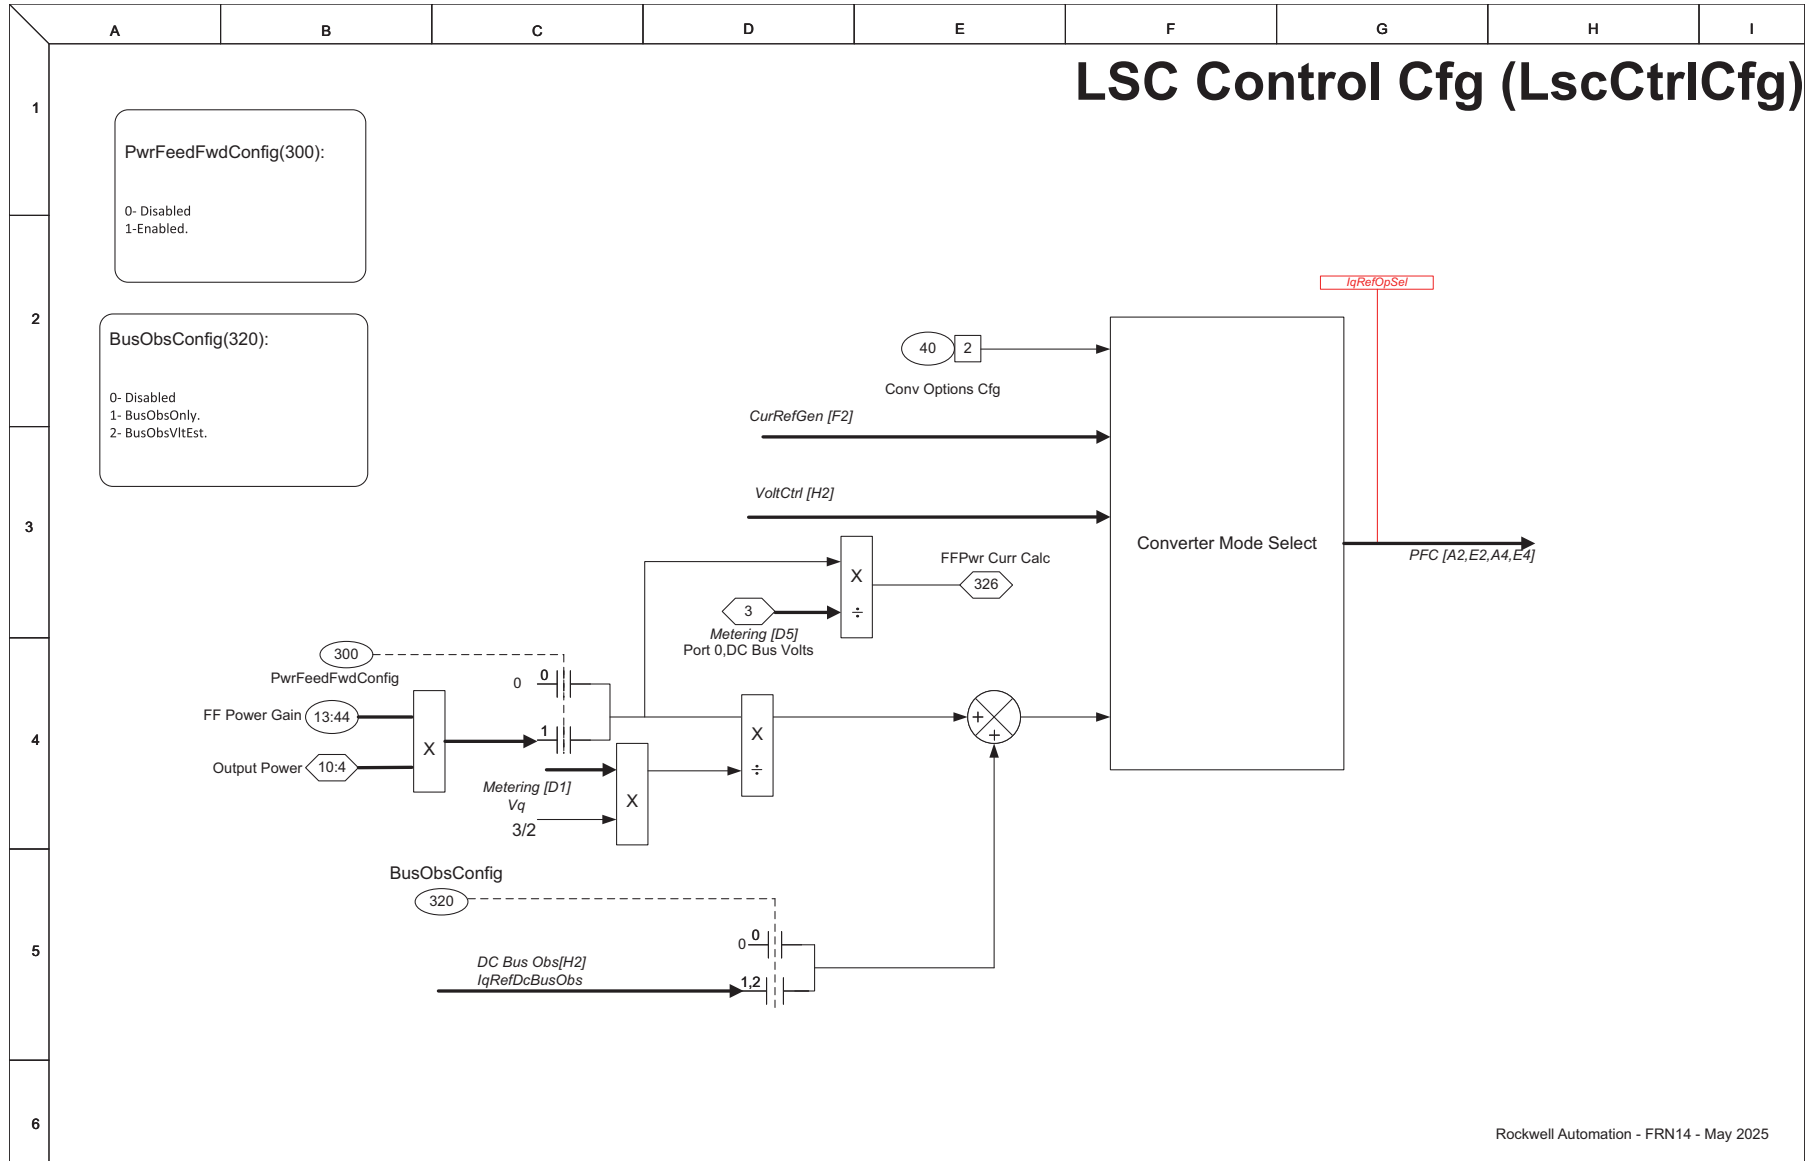 A B C D E F G H I
LSC Control Cfg (LscCtrlCfg)
1
PwrFeedFwdConfig(300):
0- Disabled
1-Enabled.
2
IqRefOpSel
BusObsConfig(320):
0- Disabled
1- BusObsOnly.
2- BusObsVltEst.
40 2
Conv Options Cfg
CurRefGen [F2]
VoltCtrl [H2]
3
Converter Mode Select
PFC [A2,E2,A4,E4]
FFPwr Curr Calc
X
326
3
÷
Metering [D5]
Port 0,DC Bus Volts
300
PwrFeedFwdConfig
0 0
FF Power Gain 13:44
1
X
4
Output Power 10:4
X
÷
+
+
Metering [D1]
Vq
3/2
X
BusObsConfig
320
5
0 0
DC Bus Obs[H2]
IqRefDcBusObs
1,2
6
Rockwell Automation - FRN14 - May 2025